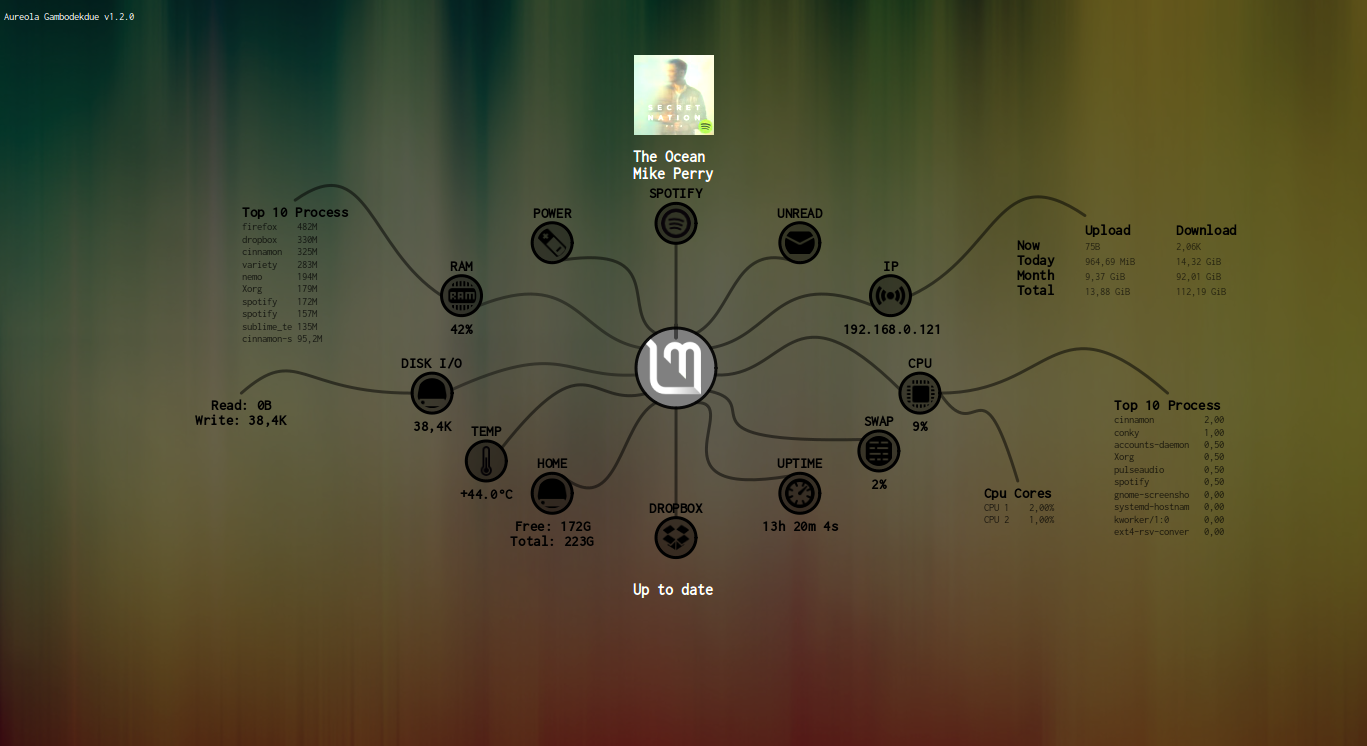 Aureola Gambodekdue v1.2.0
SECRET
NATION
The Ocean
Mike Perry
SPOTIFY
POWER
UNREAD
RAM
RAM
42%
IP
192.168.0.121
Top 10 Process
firefox 482M
dropbox 330M
cinnamon 325M
variety 283M
nemo 194M
Xorg 179M
spotify 172M
spotify 157M
sublime_te 135M
cinnamon-s 95,2M
Upload Download
Now 75B 2,06K
Today 964,69 MiB 14,32 GiB
Month 9,37 GiB 92,01 GiB
Total 13,88 GiB 112,19 GiB
DISK I/O
38,4K
Read: 0B
Write: 38,4K
CPU
9%
TEMP
+44.0°C
SWAP
2%
HOME
Free: 172G
Total: 223G
UPTIME
13h 20m 4s
DROPBOX
Up to date
Cpu Cores
CPU 1 2,00%
CPU 2 1,00%
Top 10 Process
cinnamon 2,00
conky 1,00
accounts-daemon 0,50
Xorg 0,50
pulseaudio 0,50
spotify 0,50
gnome-screensho 0,00
systemd-hostnam 0,00
kworker/1:0 0,00
ext4-rsv-conver 0,00